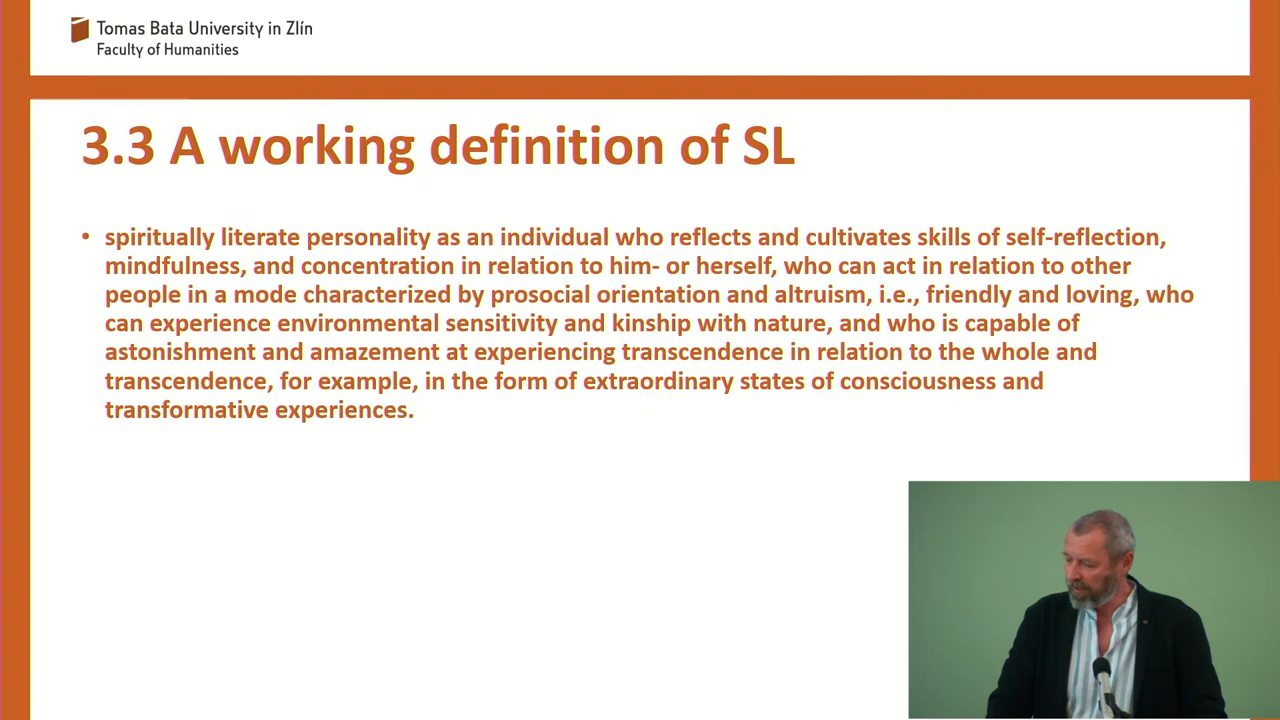 Tomas Bata University in Zlín
Faculty of Humanities
3.3 A working definition of SL
• spiritually literate personality as an individual who reflects and cultivates skills of self-reflection,
mindfulness, and concentration in relation to him- or herself, who can act in relation to other
people in a mode characterized by prosocial orientation and altruism, i.e., friendly and loving, who
can experience environmental sensitivity and kinship with nature, and who is capable of
astonishment and amazement at experiencing transcendence in relation to the whole and
transcendence, for example, in the form of extraordinary states of consciousness and
transformative experiences.